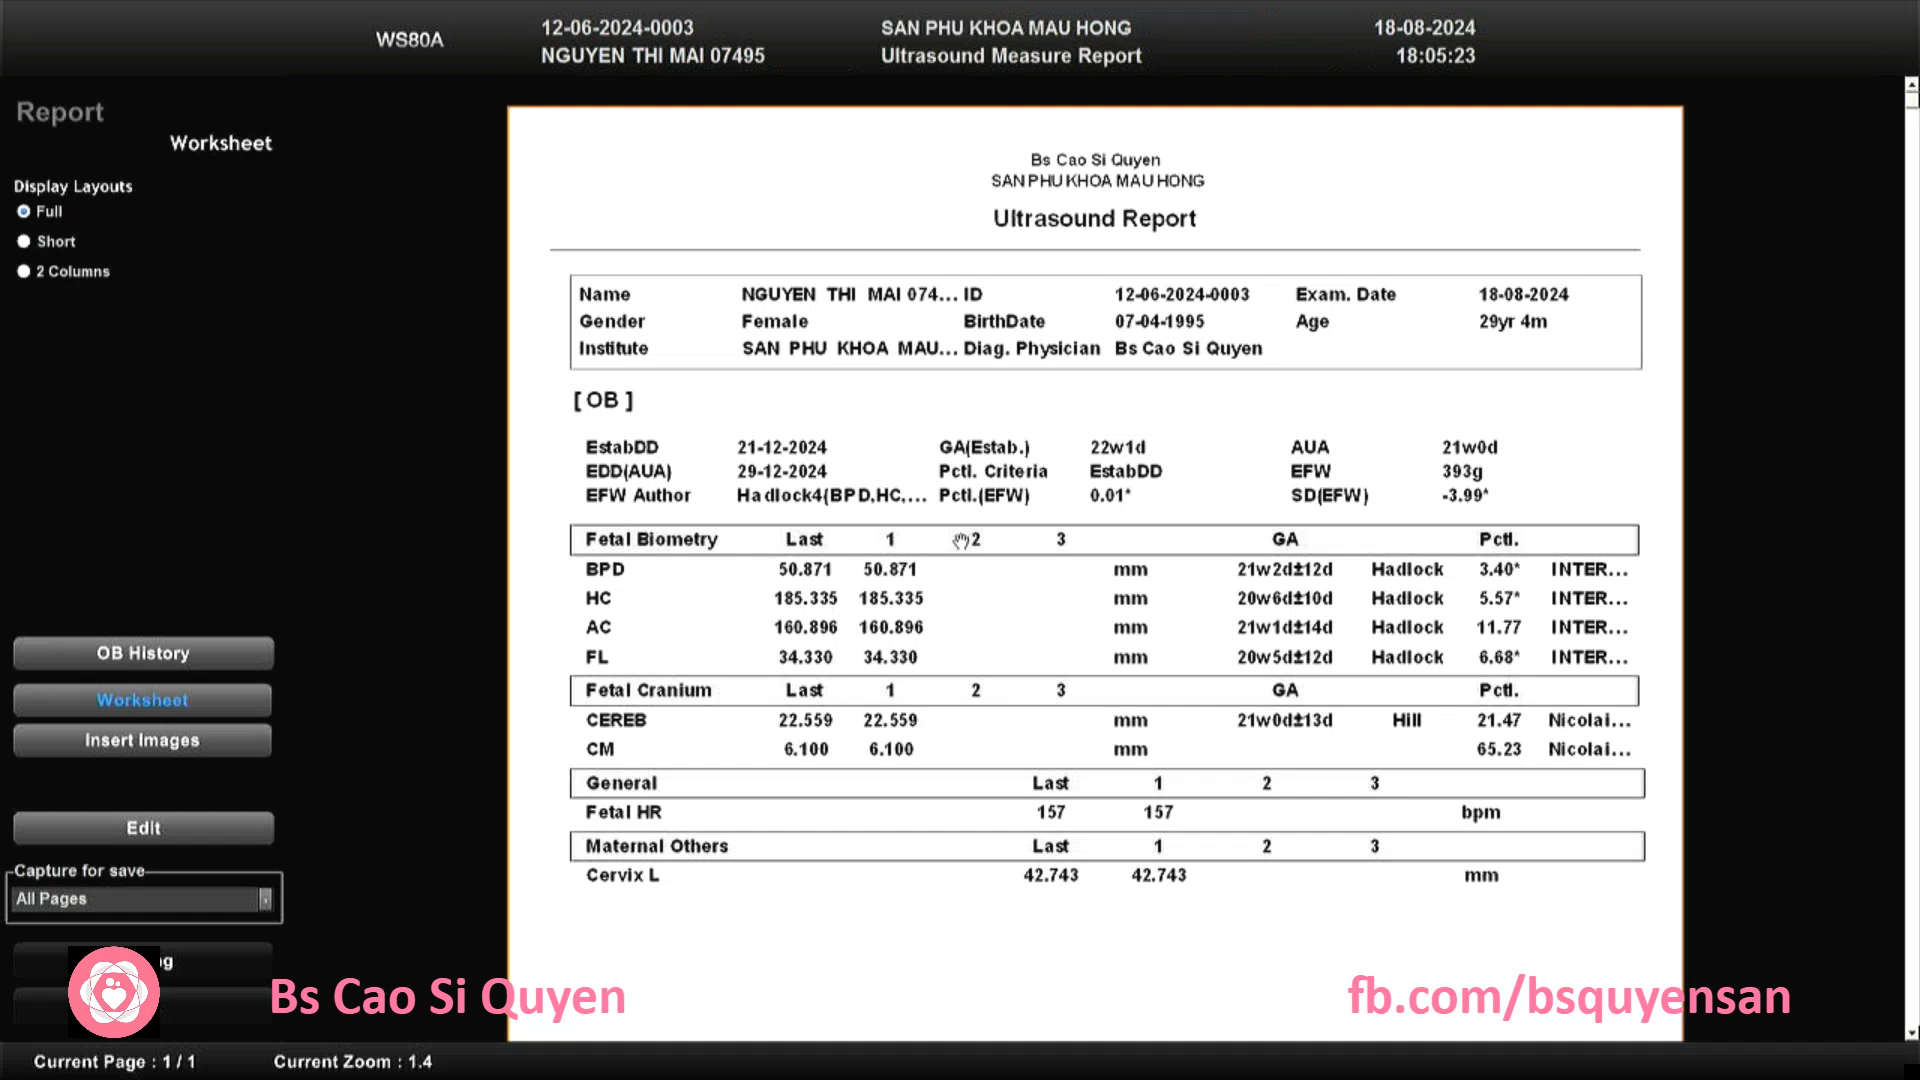 WS80A
12-06-2024-0003 SAN PHU KHOA MAU HONG 18-08-2024
NGUYEN THI MAI 07495 Ultrasound Measure Report 18:05:23
Report
Worksheet
Display Layouts
Full
Short
2 Columns
OB History
Worksheet
Insert Images
Edit
Capture for save
All Pages
Bs Cao Si Quyen
SAN PHU KHOA MAU HONG
Ultrasound Report
Name NGUYEN THI MAI 074... ID 12-06-2024-0003 Exam. Date 18-08-2024
Gender Female BirthDate 07-04-1995 Age 29yr 4m
Institute SAN PHU KHOA MAU... Diag. Physician Bs Cao Si Quyen
[ OB ]
EstabDD 21-12-2024 GA(Estab.) 22w1d AUA 21w0d
EDD(AUA) 29-12-2024 Pctl. Criteria EstabDD EFW 393g
EFW Author Hadlock4(BPD,HC,... Pctl.(EFW) 0.01* SD(EFW) -3.99*
Fetal Biometry Last 1 2 3 GA Pctl.
BPD 50.871 50.871 mm 21w2d±12d Hadlock 3.40* INTER...
HC 185.335 185.335 mm 20w6d±10d Hadlock 5.57* INTER...
AC 160.896 160.896 mm 21w1d±14d Hadlock 11.77 INTER...
FL 34.330 34.330 mm 20w5d±12d Hadlock 6.68* INTER...
Fetal Cranium Last 1 2 3 GA Pctl.
CEREB 22.559 22.559 mm 21w0d±13d Hill 21.47 Nicolai...
CM 6.100 6.100 mm 65.23 Nicolai...
General Last 1 2 3
Fetal HR 157 157 bpm
Maternal Others Last 1 2 3
Cervix L 42.743 42.743 mm
Bs Cao Si Quyen fb.com/bsquyensan
Current Page : 1 / 1 Current Zoom : 1.4